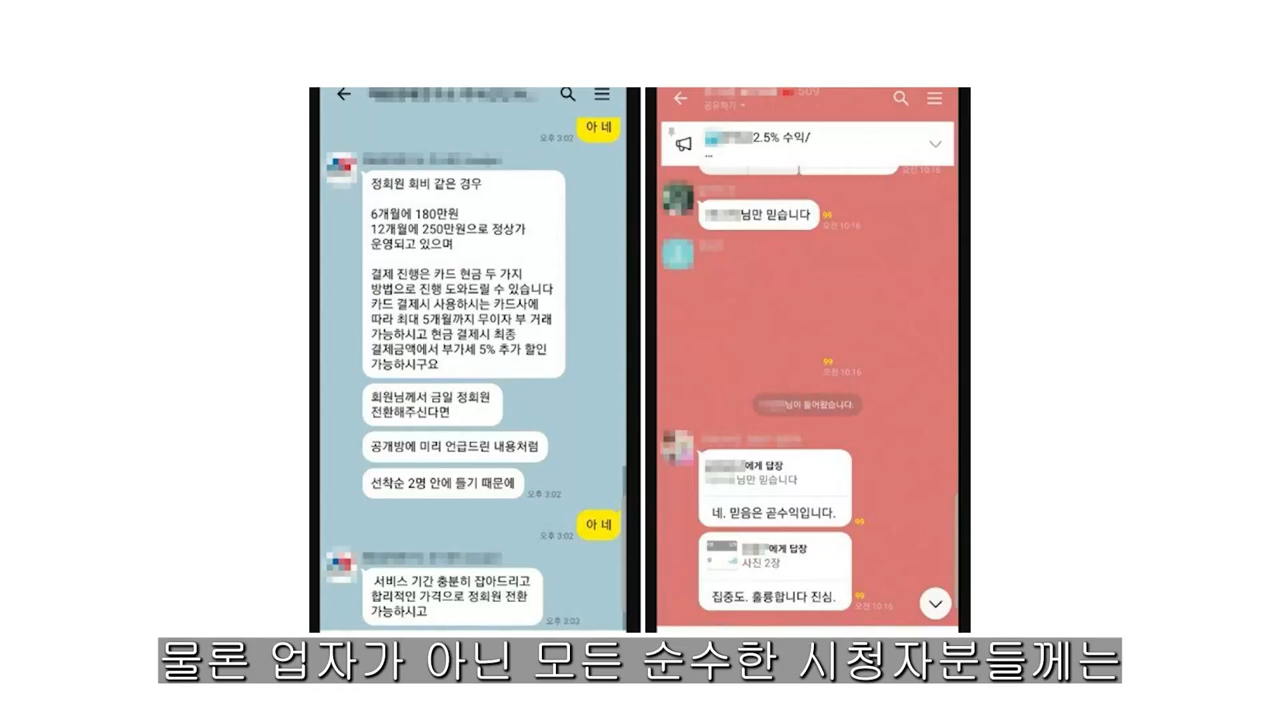 아 네
오후 3:02
정회원 회비 같은 경우
6개월에 180만원
12개월에 250만원으로 정상가
운영되고 있으며
결제 진행은 카드 현금 두 가지
방법으로 진행 도와드릴 수 있습니다
카드 결제시 사용하시는 카드사에
따라 최대 5개월까지 무이자 부 거래
가능하시고 현금 결제시 최종
결제금액에서 부가세 5% 추가 할인
가능하시구요
회원님께서 금일 정회원
전환해주신다면
공개방에 미리 언급드린 내용처럼
선착순 2명 안에 들기 때문에
오후 3:02
아 네
오후 3:02
서비스 기간 충분히 잡아드리고
합리적인 가격으로 정회원 전환
가능하시고
오후 3:03
509
공유하기
2.5% 수익/
...
오전 10:16
님만 믿습니다
99
오전 10:16
99
오전 10:16
님이 들어왔습니다.
에게 답장
님만 믿습니다
네. 믿음은 곧수익입니다.
99
에게 답장
사진 2장
집중도. 훌륭합니다 진심.
99
오전 10:16
물론 업자가 아닌 모든 순수한 시청자분들께는